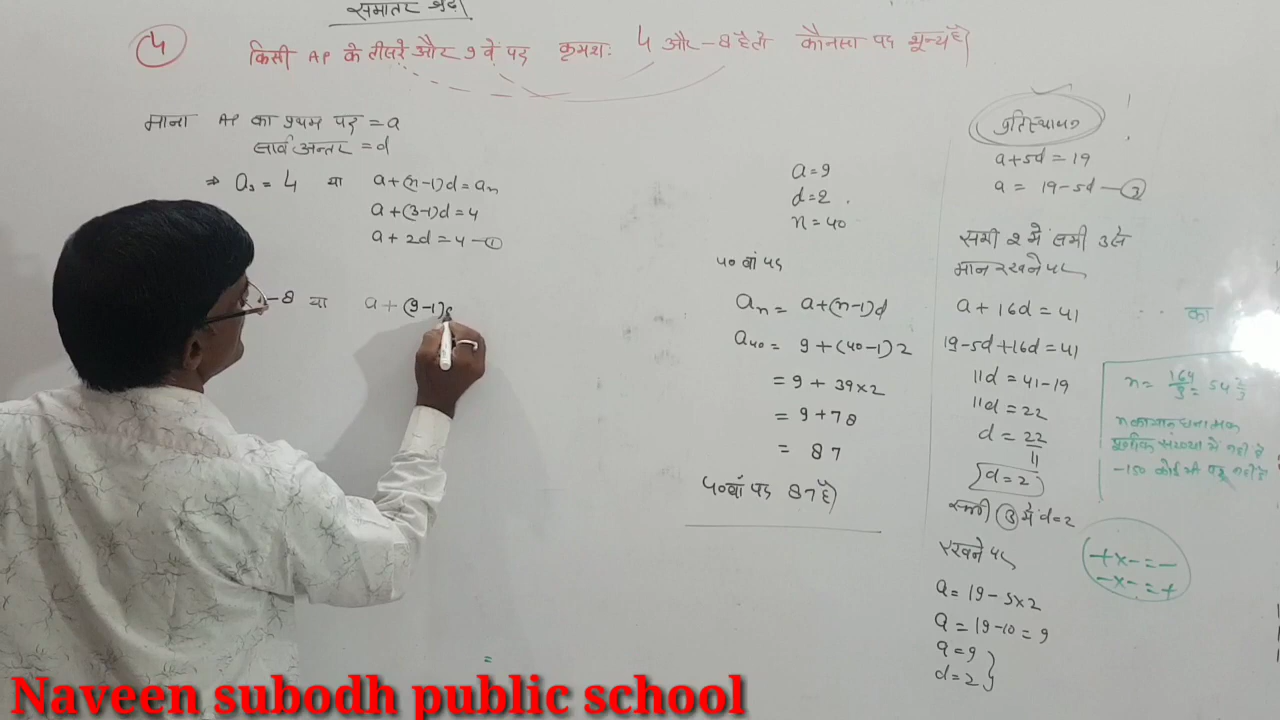 समांतर श्रेढ़ी
4
किसी AP के तीसरे और 9 वें पद क्रमशः 4 और -8 है तो कौनसा पद शून्य है
माना AP का प्रथम पद = a
सार्व अन्तर = d
⇒ a₃ = 4 या a+(n-1)d = aₙ
a+(3-1)d = 4
a + 2d = 4 - ①
-8 या a + (9-1)d
a = 9
d = 2
n = 40
40 वां पद
aₙ = a+(n-1)d
a₄₀ = 9 + (40-1) 2
= 9 + 39×2
= 9 + 78
= 87
40वां पद 87 है
प्रतिस्थापन
a+5d = 19
a = 19-5d - ③
समी 2 में समी 3 से
मान रखने पर
a + 16d = 41
19-5d+16d = 41
11d = 41-19
11d = 22
d = 22/11
d = 2
समी ③ में d=2
रखने पर
a = 19 - 5×2
a = 19-10 = 9
a = 9
d = 2
का
n = 164/3 = 54 2/3
n का मान धनात्मक
पूर्णांक संख्या में नहीं है
-150 कोई भी पद नहीं है
+×- = -
-×- = +
=
Naveen subodh public school